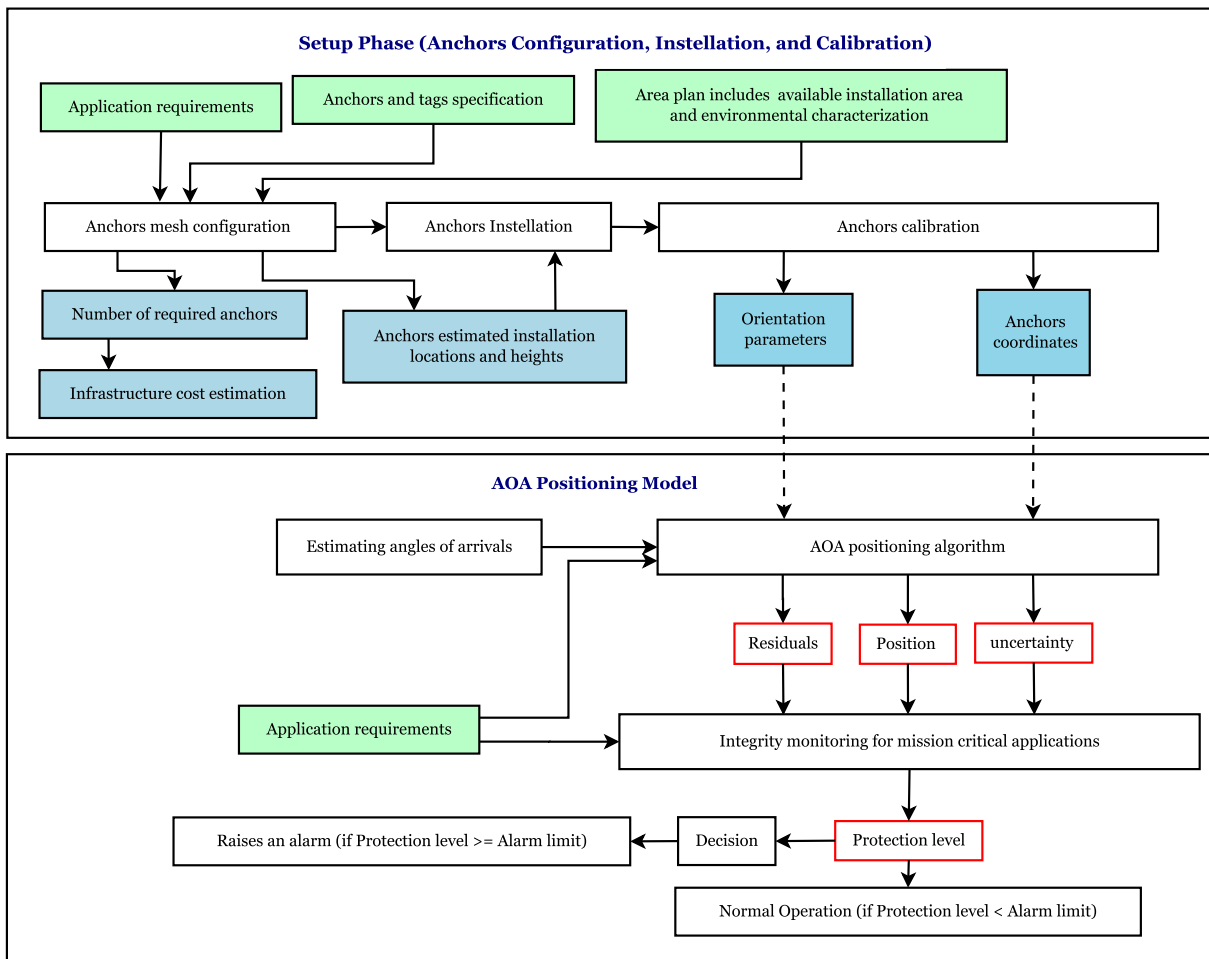 Setup Phase (Anchors Configuration, Instellation, and Calibration)
Application requirements
Anchors and tags specification
Area plan includes available installation area
and environmental characterization
Anchors mesh configuration
Anchors Instellation
Anchors calibration
Number of required anchors
Anchors estimated installation
locations and heights
Orientation
parameters
Anchors
coordinates
Infrastructure cost estimation
AOA Positioning Model
Estimating angles of arrivals
AOA positioning algorithm
Residuals
Position
uncertainty
Application requirements
Integrity monitoring for mission critical applications
Raises an alarm (if Protection level >= Alarm limit)
Decision
Protection level
Normal Operation (if Protection level < Alarm limit)